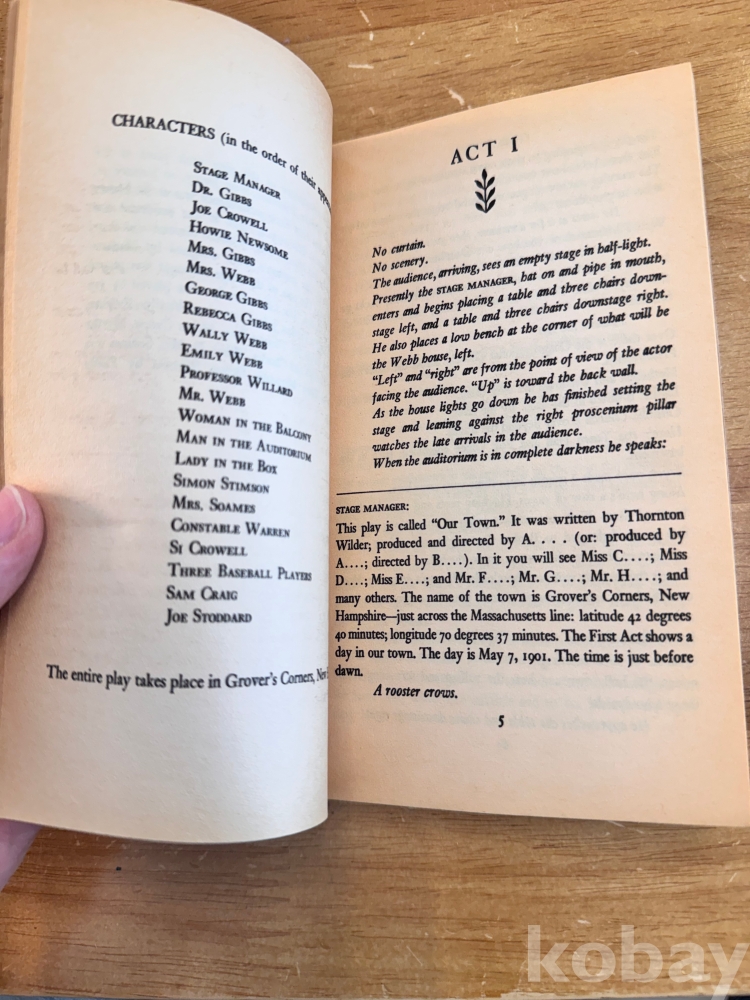 CHARACTERS (in the order of their
STAGE MANAGER
DR. GIBBS
JOE CROWELL
HOWIE NEWSOME
MRS. GIBBS
MRS. WEBB
GEORGE GIBBS
REBECCA GIBBS
WALLY WEBB
EMILY WEBB
PROFESSOR WILLARD
MR. WEBB
WOMAN IN THE BALCONY
MAN IN THE AUDITORIUM
LADY IN THE BOX
SIMON STIMSON
MRS. SOAMES
CONSTABLE WARREN
SI CROWELL
THREE BASEBALL PLAYERS
SAM CRAIG
JOE STODDARD
The entire play takes place in Grover's Corners,
ACT I
No curtain.
No scenery.
The audience, arriving, sees an empty stage in half-light.
Presently the STAGE MANAGER, hat on and pipe in mouth,
enters and begins placing a table and three chairs down-
stage left, and a table and three chairs downstage right.
He also places a low bench at the corner of what will be
the Webb house, left.
"Left" and "right" are from the point of view of the actor
facing the audience. "Up" is toward the back wall.
As the house lights go down he has finished setting the
stage and leaning against the right proscenium pillar
watches the late arrivals in the audience.
When the auditorium is in complete darkness he speaks:
STAGE MANAGER:
This play is called "Our Town." It was written by Thornton
Wilder; produced and directed by A. . . . (or: produced by
A....; directed by B....). In it you will see Miss C....; Miss
D....; Miss E....; and Mr. F....; Mr. G....; Mr. H....; and
many others. The name of the town is Grover's Corners, New
Hampshire—just across the Massachusetts line: latitude 42 degrees
40 minutes; longitude 70 degrees 37 minutes. The First Act shows a
day in our town. The day is May 7, 1901. The time is just before
dawn.
A rooster crows.
5
kobay